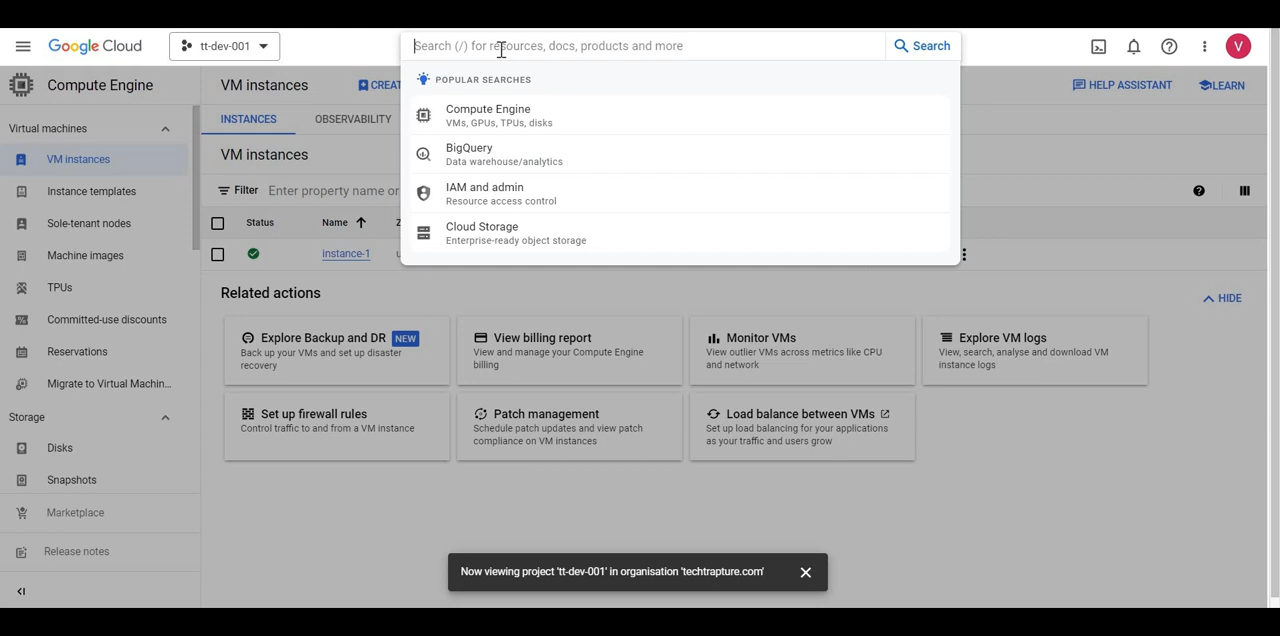 Google Cloud
tt-dev-001
Search (/) for resources, docs, products and more
Search
V
Compute Engine
VM instances
CREAT
HELP ASSISTANT
LEARN
POPULAR SEARCHES
Compute Engine
VMs, GPUs, TPUs, disks
BigQuery
Data warehouse/analytics
IAM and admin
Resource access control
Cloud Storage
Enterprise-ready object storage
Virtual machines
VM instances
Instance templates
Sole-tenant nodes
Machine images
TPUs
Committed-use discounts
Reservations
Migrate to Virtual Machin...
Storage
Disks
Snapshots
Marketplace
Release notes
INSTANCES
OBSERVABILITY
VM instances
Filter
Enter property name or
Status
Name
Z
instance-1
u
Related actions
HIDE
Explore Backup and DR NEW
Back up your VMs and set up disaster
recovery
View billing report
View and manage your Compute Engine
billing
Monitor VMs
View outlier VMs across metrics like CPU
and network
Explore VM logs
View, search, analyse and download VM
instance logs
Set up firewall rules
Control traffic to and from a VM instance
Patch management
Schedule patch updates and view patch
compliance on VM instances
Load balance between VMs
Set up load balancing for your applications
as your traffic and users grow
Now viewing project 'tt-dev-001' in organisation 'techtrapture.com'